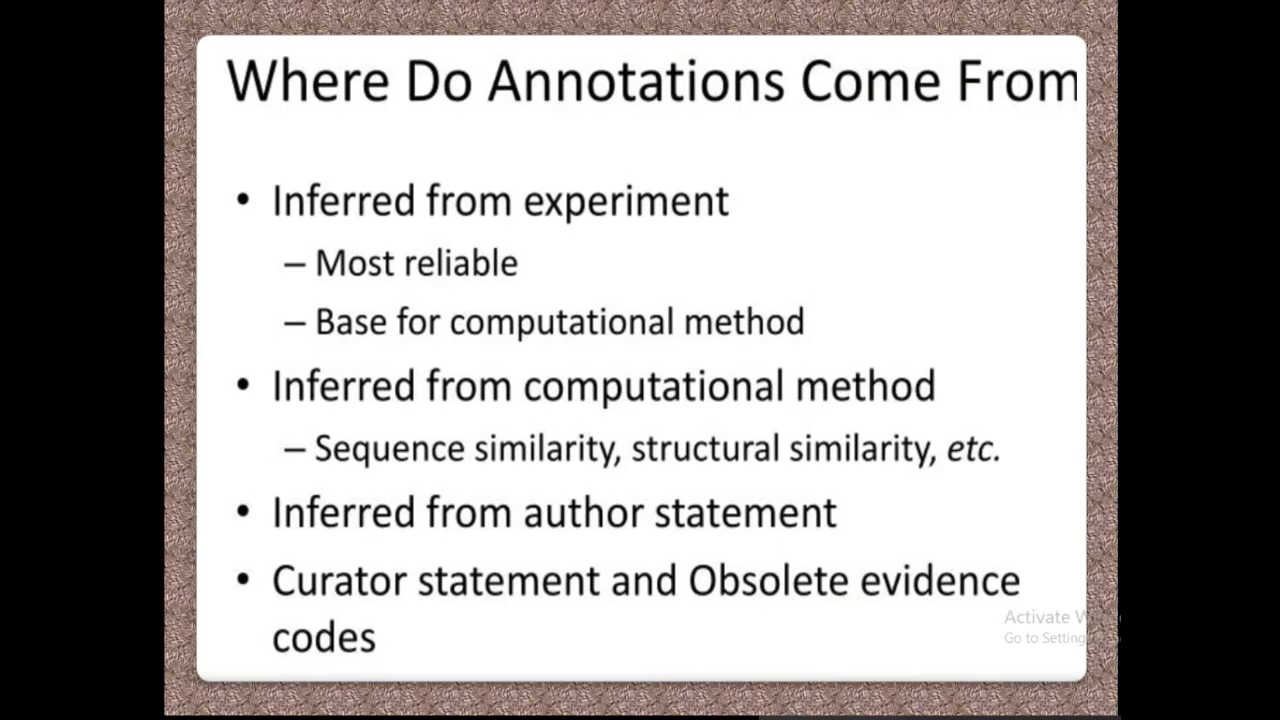 Where Do Annotations Come From
• Inferred from experiment
– Most reliable
– Base for computational method
• Inferred from computational method
– Sequence similarity, structural similarity, etc.
• Inferred from author statement
• Curator statement and Obsolete evidence
codes
Activate
Go to Setting